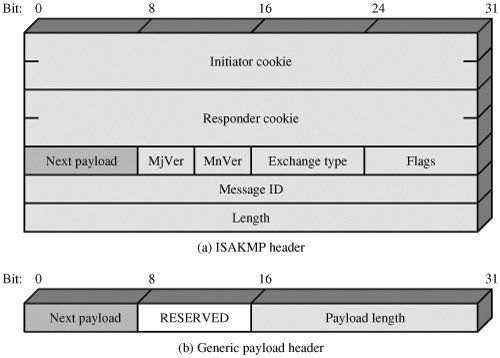 Bit: 0 8 16 24 31
Initiator cookie
Responder cookie
Next payload MjVer MnVer Exchange type Flags
Message ID
Length
(a) ISAKMP header
Bit: 0 8 16 31
Next payload RESERVED Payload length
(b) Generic payload header